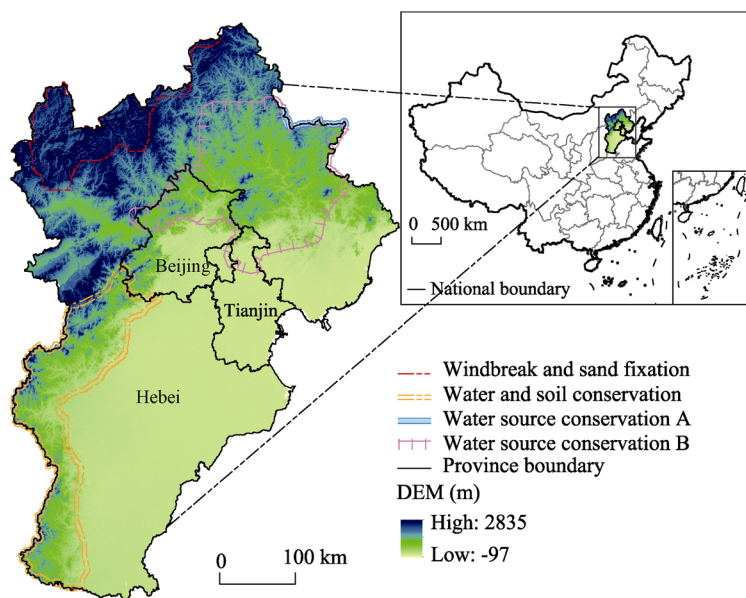 500 km
National boundary
Beijing
Tianjin
Hebei
Windbreak and sand fixation
Water and soil conservation
Water source conservation A
Water source conservation B
Province boundary
DEM (m)
High: 2835
Low: -97
0
100 km
0